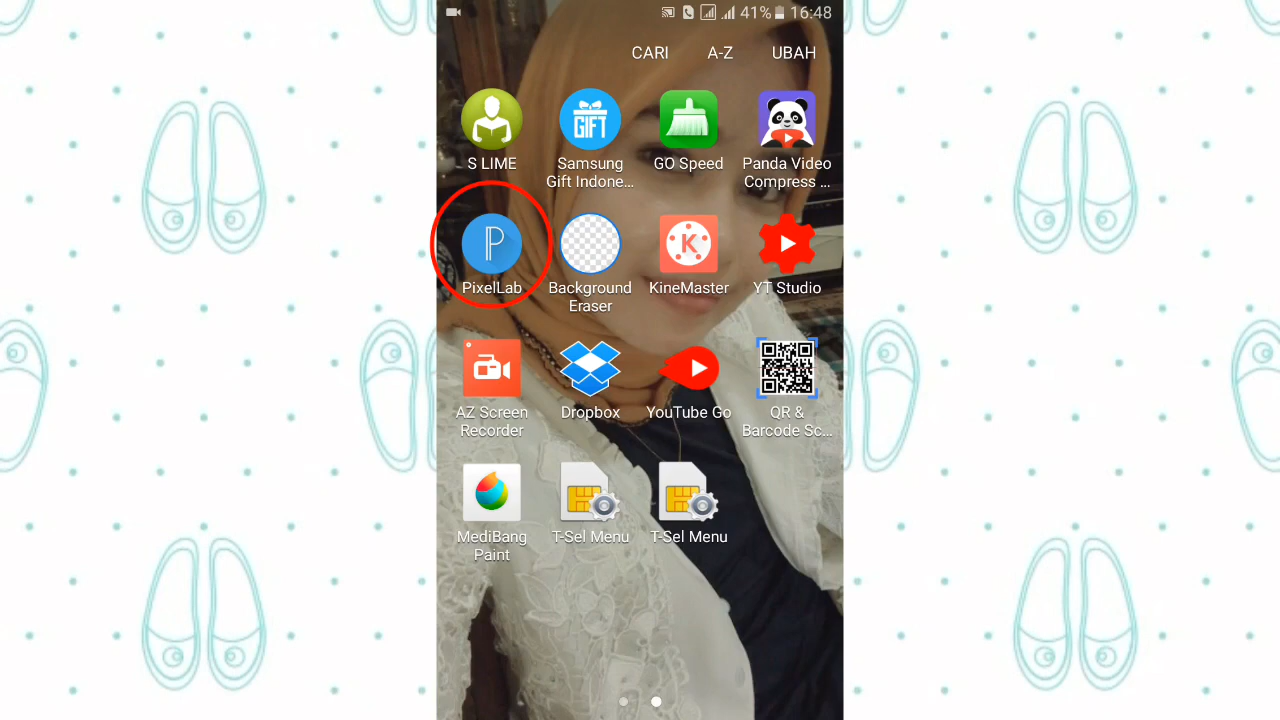 41% 16:48
CARI A-Z UBAH
GIFT
S LIME Samsung GO Speed Panda Video
Gift Indone... Compress ...
P K
PixelLab Background KineMaster YT Studio
Eraser
AZ Screen Dropbox YouTube Go QR &
Recorder Barcode Sc...
MediBang T-Sel Menu T-Sel Menu
Paint